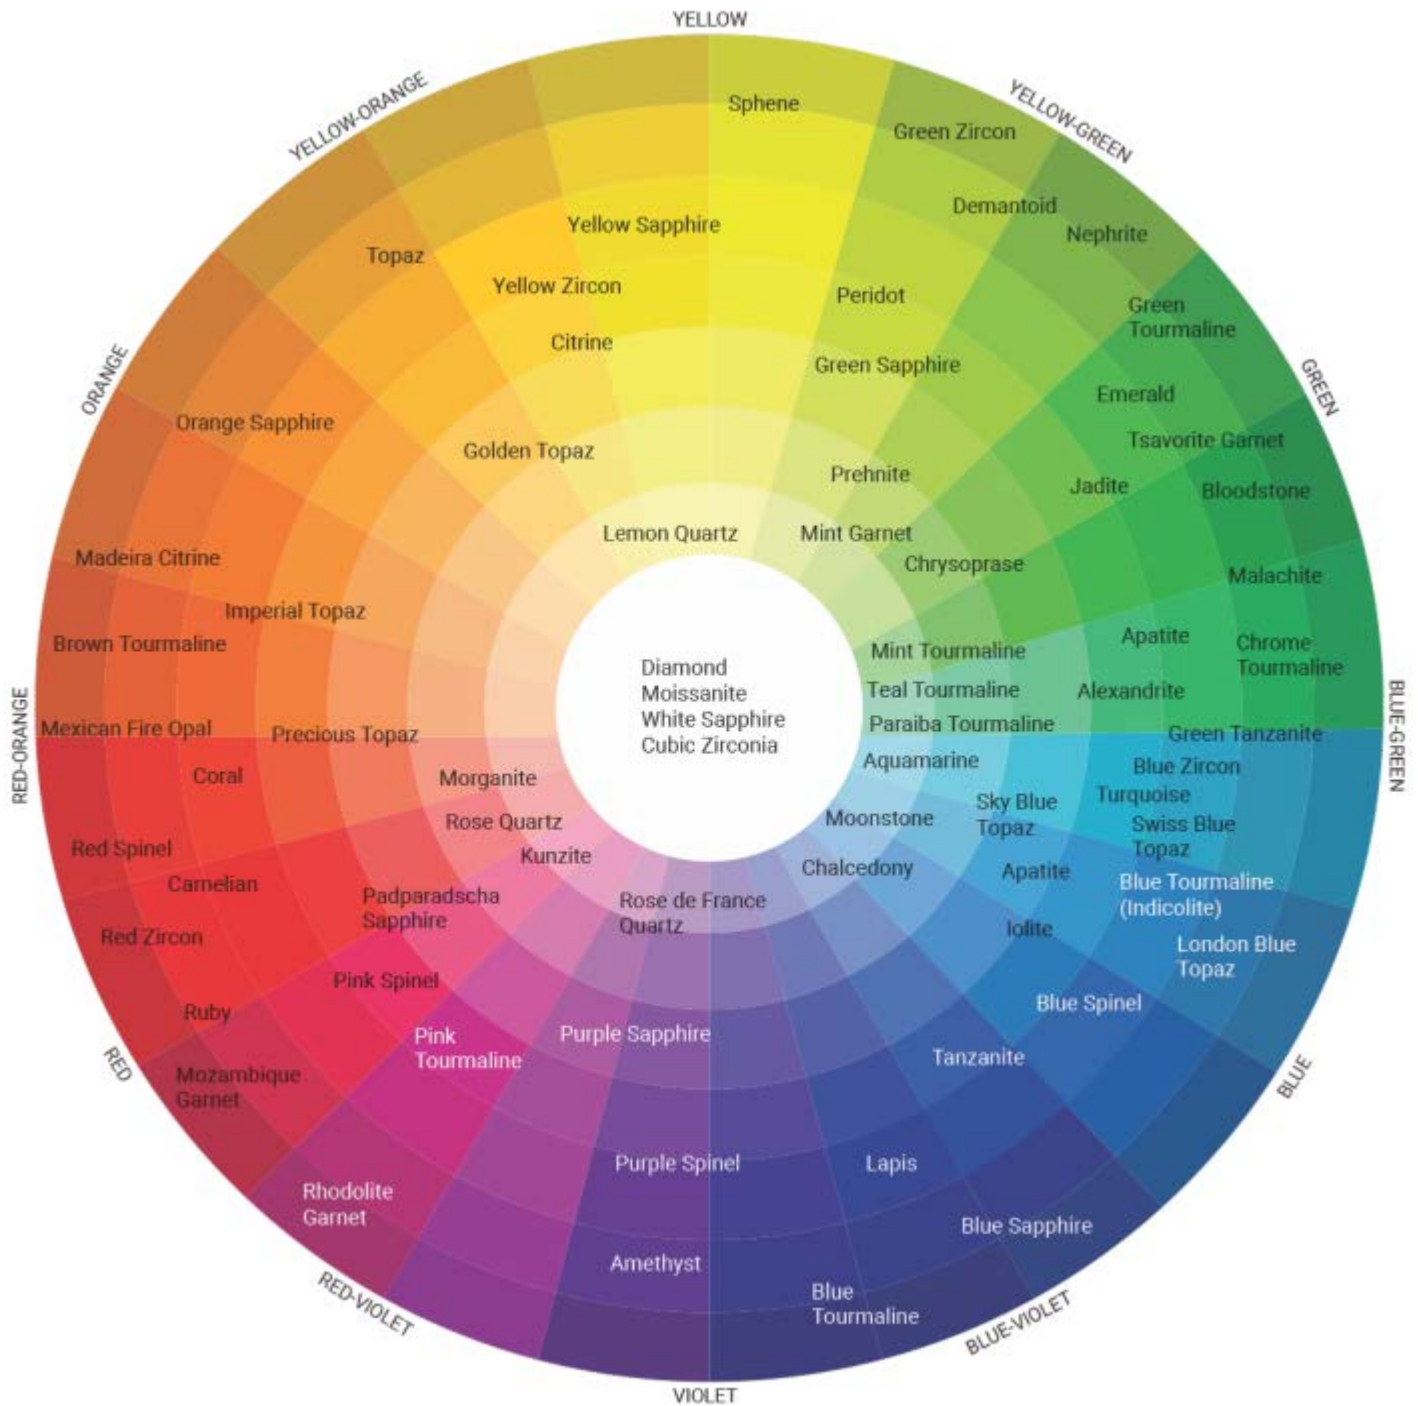 YELLOW
YELLOW-ORANGE
YELLOW-GREEN
Sphene
Green Zircon
Demantoid
Nephrite
Yellow Sapphire
Topaz
Yellow Zircon
Peridot
Green
Tourmaline
Citrine
Green Sapphire
ORANGE
GREEN
Emerald
Orange Sapphire
Tsavorite Garnet
Golden Topaz
Prehnite
Jadite
Bloodstone
Lemon Quartz
Mint Garnet
Madeira Citrine
Chrysoprase
Malachite
Imperial Topaz
Brown Tourmaline
Apatite
Chrome
Tourmaline
Mint Tourmaline
Diamond
Moissanite
White Sapphire
Cubic Zirconia
Teal Tourmaline
Alexandrite
Paraiba Tourmaline
RED-ORANGE
BLUE-GREEN
Mexican Fire Opal
Precious Topaz
Green Tanzanite
Aquamarine
Blue Zircon
Coral
Morganite
Turquoise
Sky Blue
Topaz
Moonstone
Swiss Blue
Topaz
Rose Quartz
Red Spinel
Kunzite
Chalcedony
Apatite
Carnelian
Blue Tourmaline
(Indicolite)
Padparadscha
Sapphire
Rose de France
Quartz
Iolite
Red Zircon
London Blue
Topaz
Pink Spinel
Blue Spinel
Ruby
Purple Sapphire
Pink
Tourmaline
Tanzanite
RED
BLUE
Mozambique
Garnet
Purple Spinel
Lapis
Rhodolite
Garnet
Blue Sapphire
Amethyst
Blue
Tourmaline
RED-VIOLET
BLUE-VIOLET
VIOLET